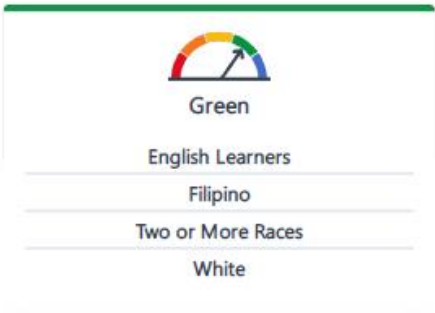 Green
English Learners
Filipino
Two or More Races
White